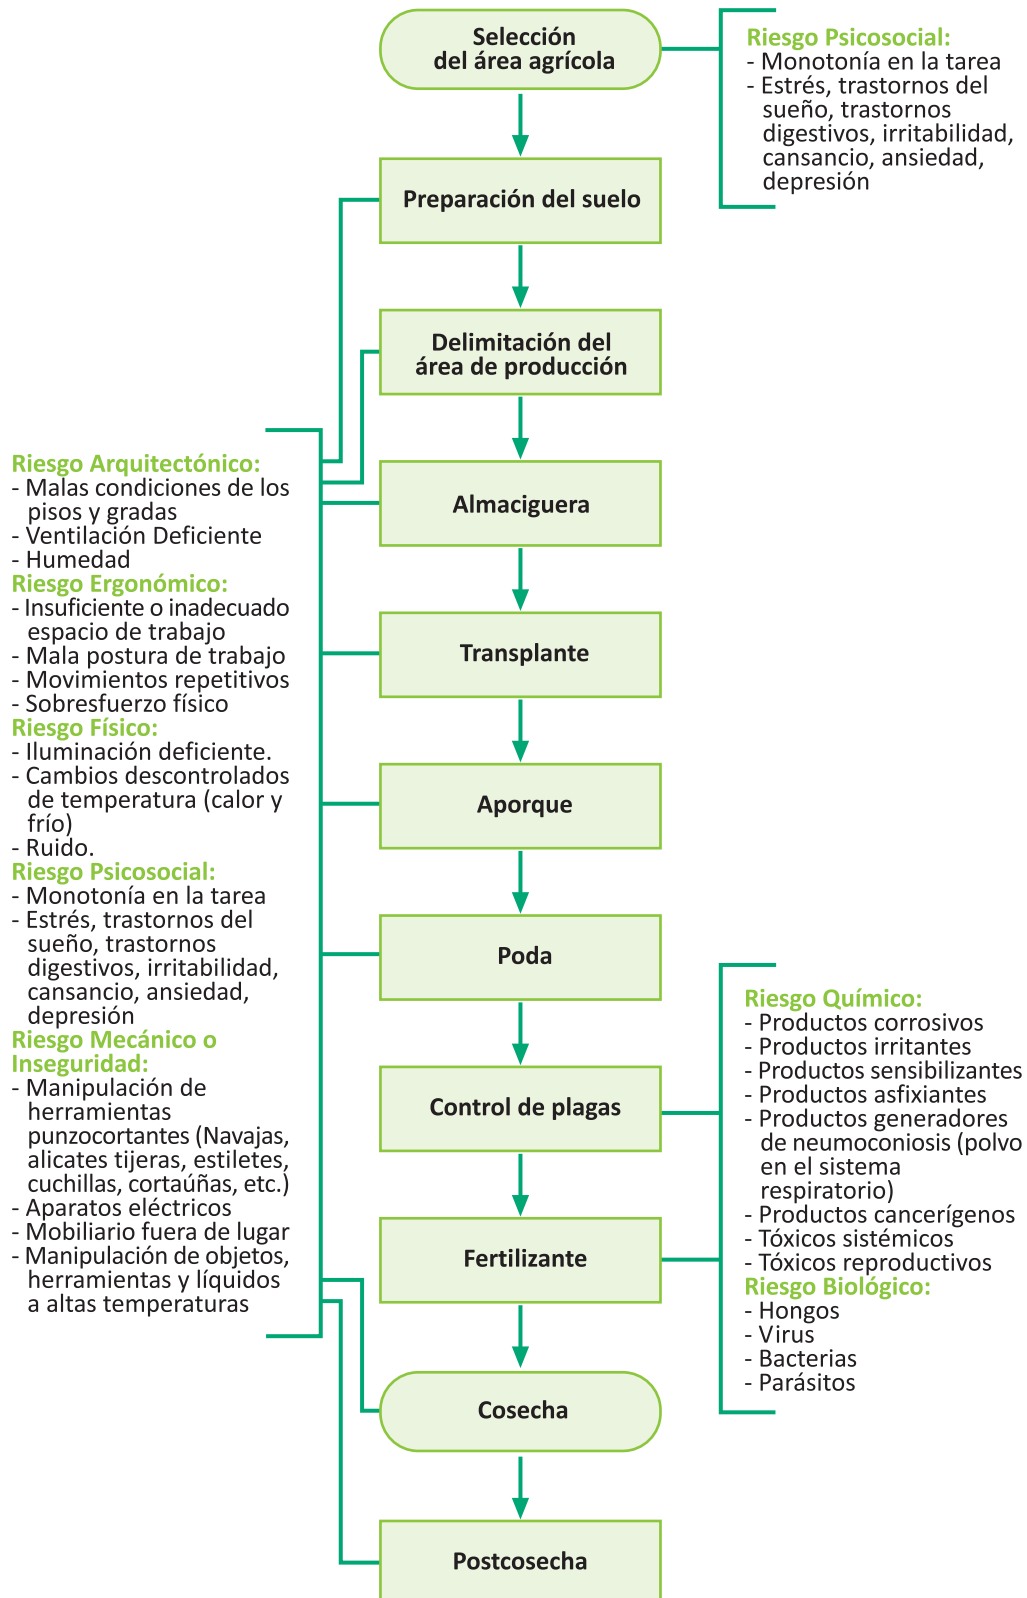 Selección
del área agrícola
Riesgo Psicosocial:
- Monotonía en la tarea
- Estrés, trastornos del
sueño, trastornos
digestivos, irritabilidad,
cansancio, ansiedad,
depresión
Preparación del suelo
Delimitación del
área de producción
Almaciguera
Transplante
Aporque
Poda
Control de plagas
Fertilizante
Cosecha
Postcosecha
Riesgo Arquitectónico:
- Malas condiciones de los
pisos y gradas
- Ventilación Deficiente
- Humedad
Riesgo Ergonómico:
- Insuficiente o inadecuado
espacio de trabajo
- Mala postura de trabajo
- Movimientos repetitivos
- Sobresfuerzo físico
Riesgo Físico:
- Iluminación deficiente.
- Cambios descontrolados
de temperatura (calor y
frío)
- Ruido.
Riesgo Psicosocial:
- Monotonía en la tarea
- Estrés, trastornos del
sueño, trastornos
digestivos, irritabilidad,
cansancio, ansiedad,
depresión
Riesgo Mecánico o
Inseguridad:
- Manipulación de
herramientas
punzocortantes (Navajas,
alicates tijeras, estiletes,
cuchillas, cortaúñas, etc.)
- Aparatos eléctricos
- Mobiliario fuera de lugar
- Manipulación de objetos,
herramientas y líquidos
a altas temperaturas
Riesgo Químico:
- Productos corrosivos
- Productos irritantes
- Productos sensibilizantes
- Productos asfixiantes
- Productos generadores
de neumoconiosis (polvo
en el sistema
respiratorio)
- Productos cancerígenos
- Tóxicos sistémicos
- Tóxicos reproductivos
Riesgo Biológico:
- Hongos
- Virus
- Bacterias
- Parásitos